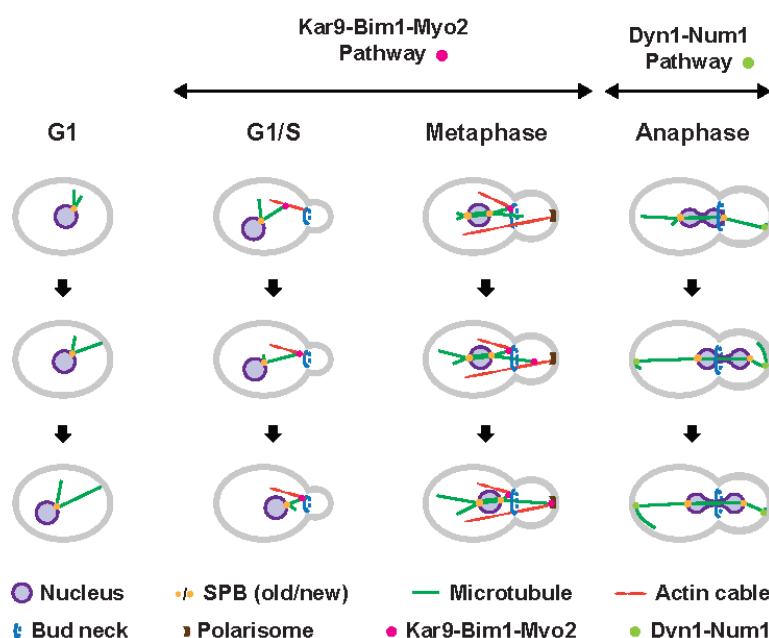 Kar9-Bim1-Myo2
Pathway
Dyn1-Num1
Pathway
G1
G1/S
Metaphase
Anaphase
Nucleus
SPB (old/new)
Microtubule
Actin cable
Bud neck
Polarisome
Kar9-Bim1-Myo2
Dyn1-Num1